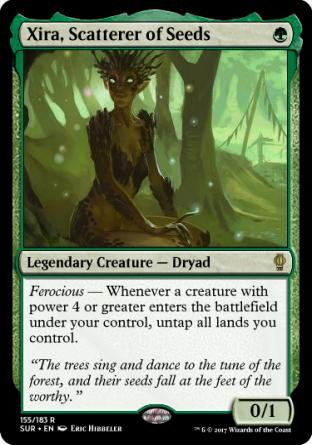 Xira, Scatterer of Seeds
Legendary Creature — Dryad
Ferocious — Whenever a creature with
power 4 or greater enters the battlefield
under your control, untap all lands you
control.
“The trees sing and dance to the tune of the
forest, and their seeds fall at the feet of the
worthy.”
0/1
155/183 R
SUR • EN Eric Hibbeler
™ & © 2017 Wizards of the Coast